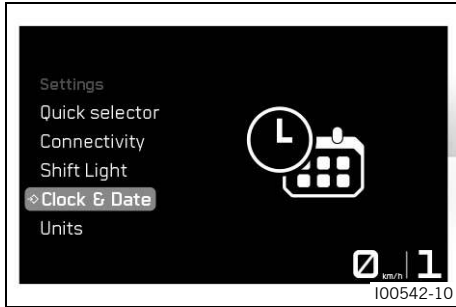 Settings
Quick selector
Connectivity
Shift Light
Clock & Date
Units
0 km/h 1
I00542-10